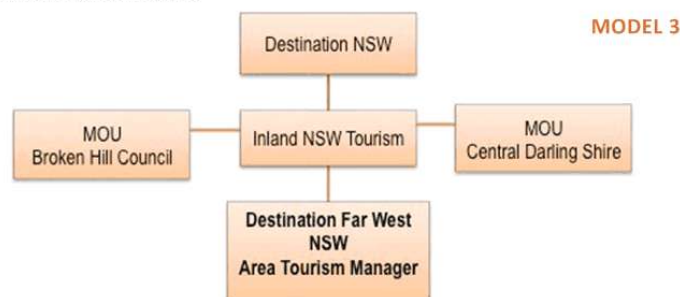 MODEL 3
Destination NSW
MOU
Broken Hill Council
Inland NSW Tourism
MOU
Central Darling Shire
Destination Far West
NSW
Area Tourism Manager